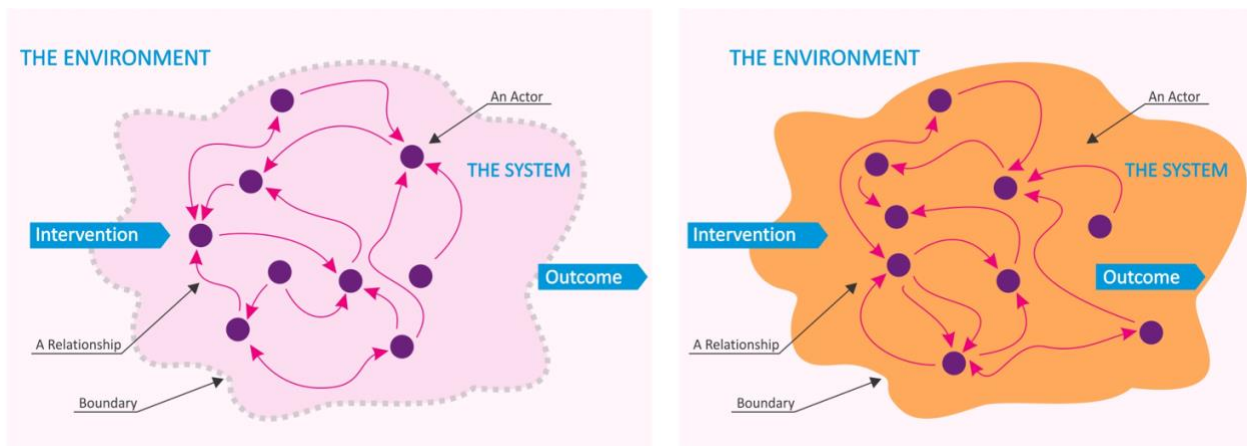 THE ENVIRONMENT
An Actor
THE SYSTEM
Intervention
Outcome
A Relationship
Boundary
THE ENVIRONMENT
An Actor
THE SYSTEM
Intervention
Outcome
A Relationship
Boundary